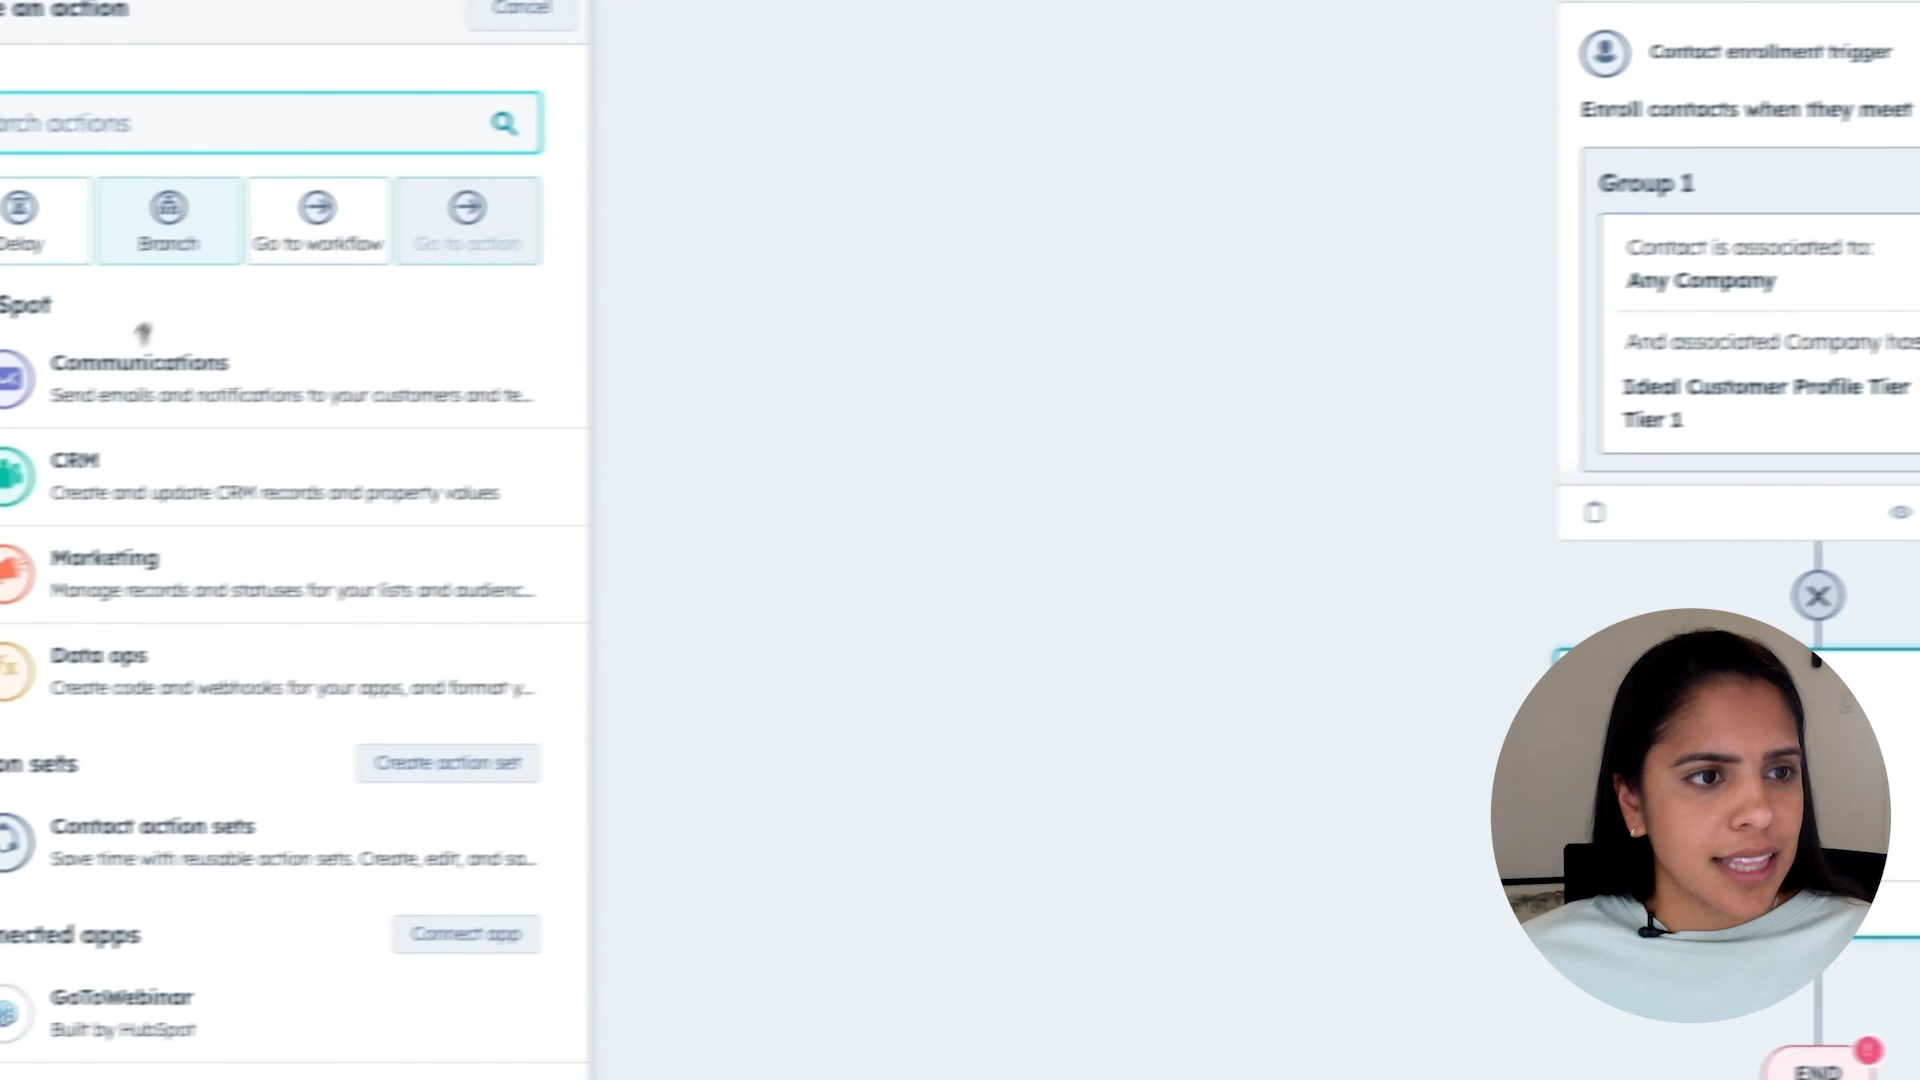 e an action
Cancel
rch actions
Delay
Branch
Go to workflow
Go to action
Spot
Communications
Send emails and notifications to your customers and te...
CRM
Create and update CRM records and property values
Marketing
Manage records and statuses for your lists and audienc...
Data ops
Create code and webhooks for your apps, and format y...
on sets
Create action set
Contact action sets
Save time with reusable action sets. Create, edit, and sa...
nected apps
Connect app
GoToWebinar
Built by HubSpot
Contact enrollment trigger
Enroll contacts when they meet
Group 1
Contact is associated to:
Any Company
And associated Company has
Ideal Customer Profile Tier
Tier 1
END